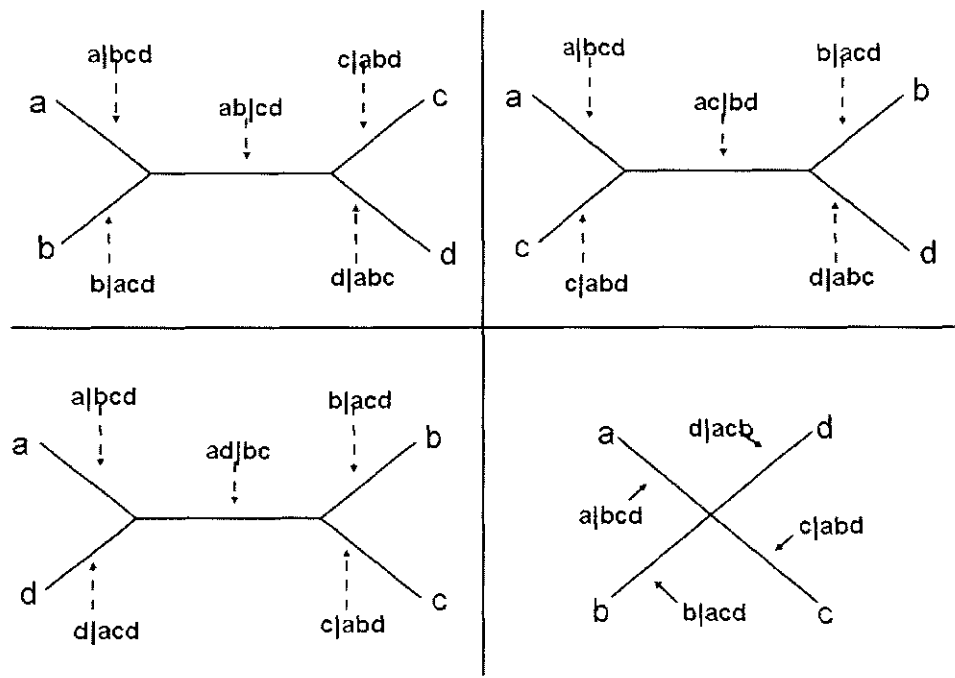 a|bcd
c|abd
a
ab|cd
c
b
d
b|acd
d|abc
a|bcd
b|acd
a
ac|bd
b
c
d
c|abd
d|abc
a|bcd
b|acd
a
ad|bc
b
d
c
d|acd
c|abd
a
d|acb
d
a|bcd
c|abd
b
b|acd
c